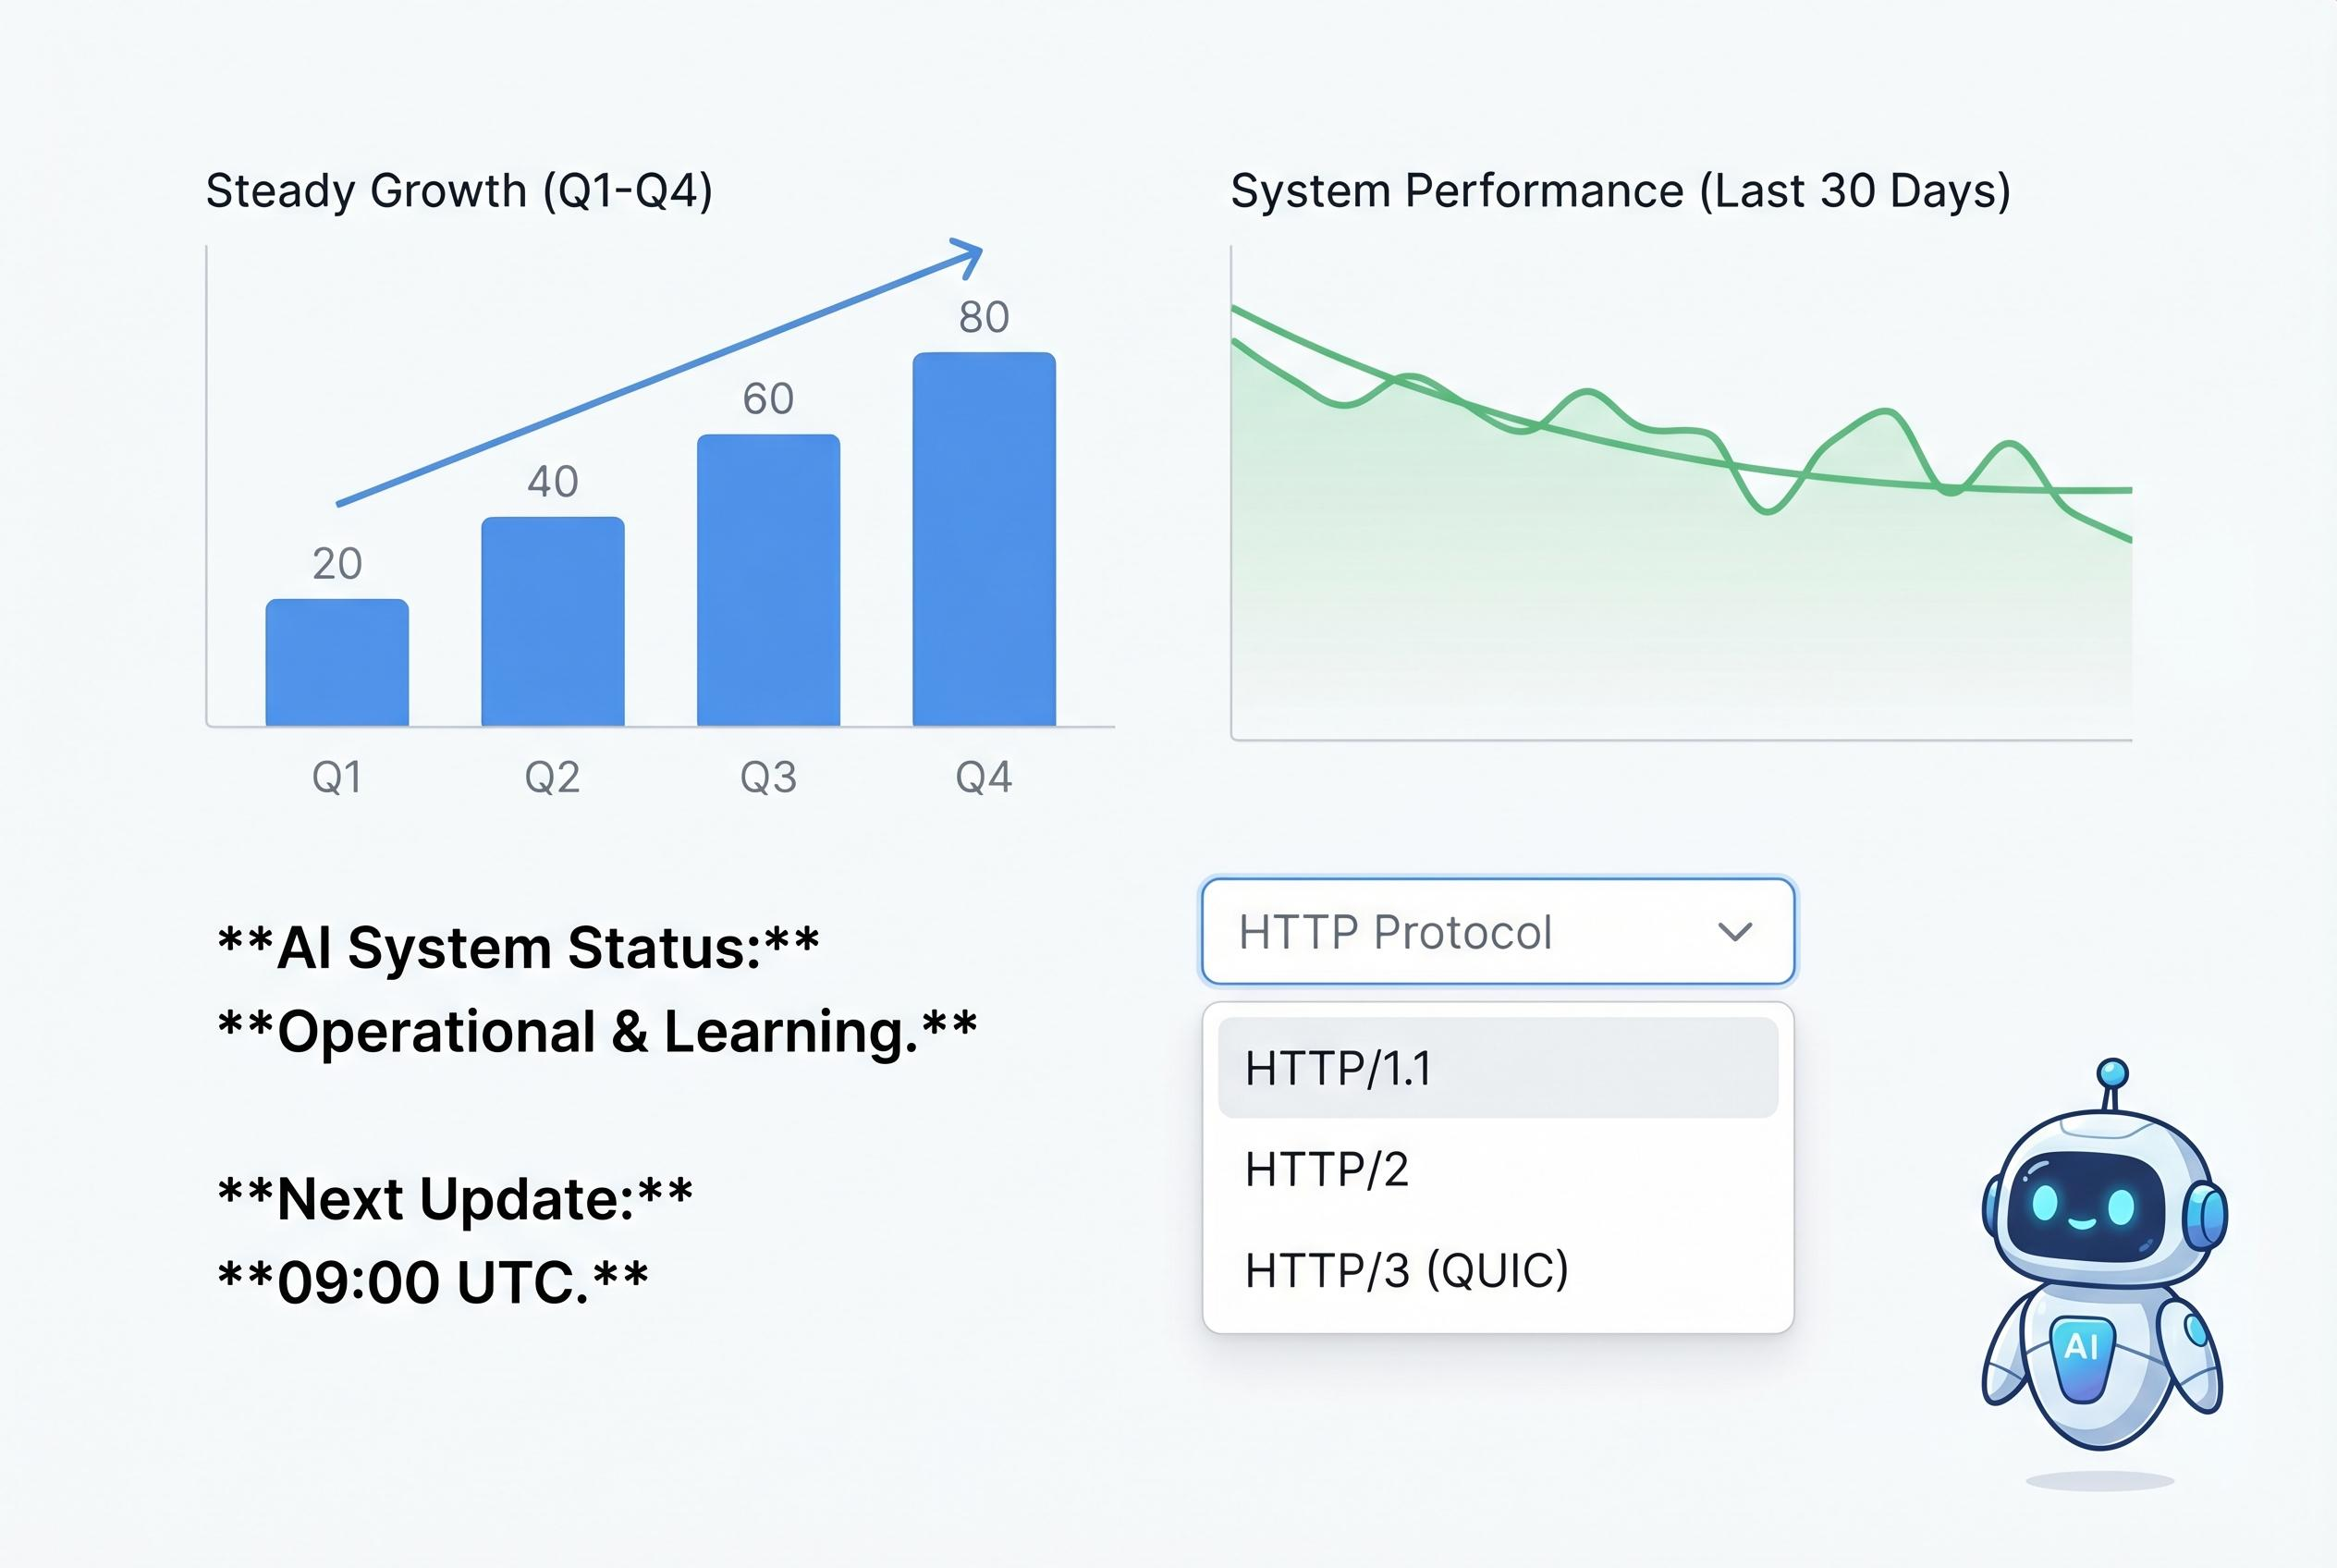 Steady Growth (Q1-Q4)
80
60
40
20
Q1 Q2 Q3 Q4
System Performance (Last 30 Days)
**AI System Status:**
**Operational & Learning.**
**Next Update:**
**09:00 UTC.**
HTTP Protocol
HTTP/1.1
HTTP/2
HTTP/3 (QUIC)
AI